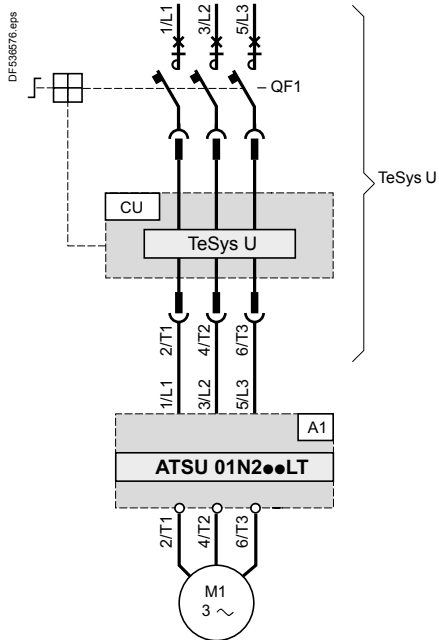 DF536576.eps
1/L1
3/L2
5/L3
QF1
TeSys U
CU
TeSys U
2/T1
4/T2
6/T3
1/L1
3/L2
5/L3
A1
ATSU 01N2●●LT
2/T1
4/T2
6/T3
M1
3 ~